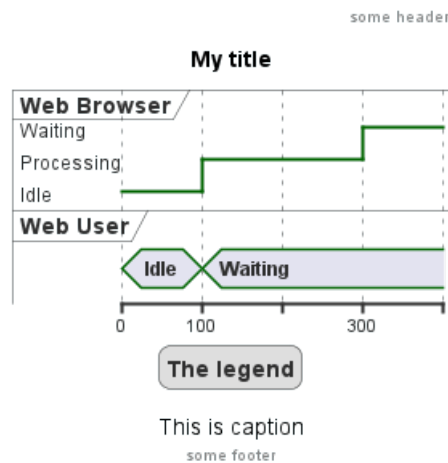 some header
My title
Web Browser
Waiting
Processing
Idle
Web User
Idle Waiting
0 100 300
The legend
This is caption
some footer